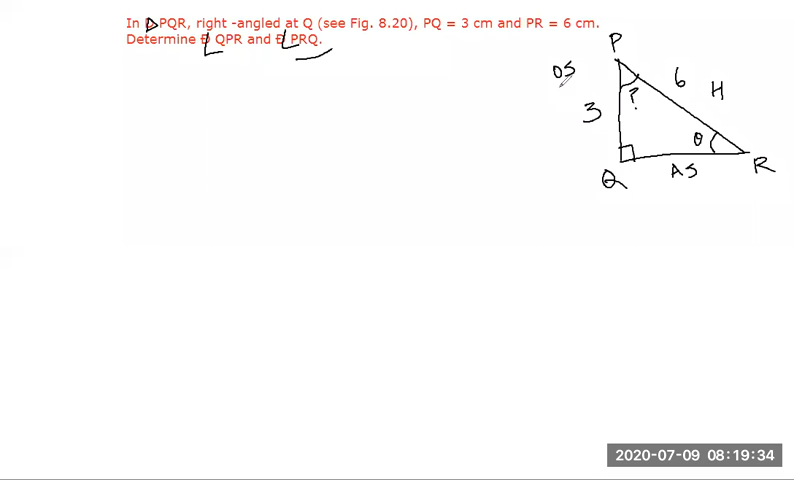 In △ PQR, right -angled at Q (see Fig. 8.20), PQ = 3 cm and PR = 6 cm.
Determine ∠ QPR and ∠ PRQ.
P
OS
6
H
?
3
θ
Q
AS
R
2020-07-09 08:19:34